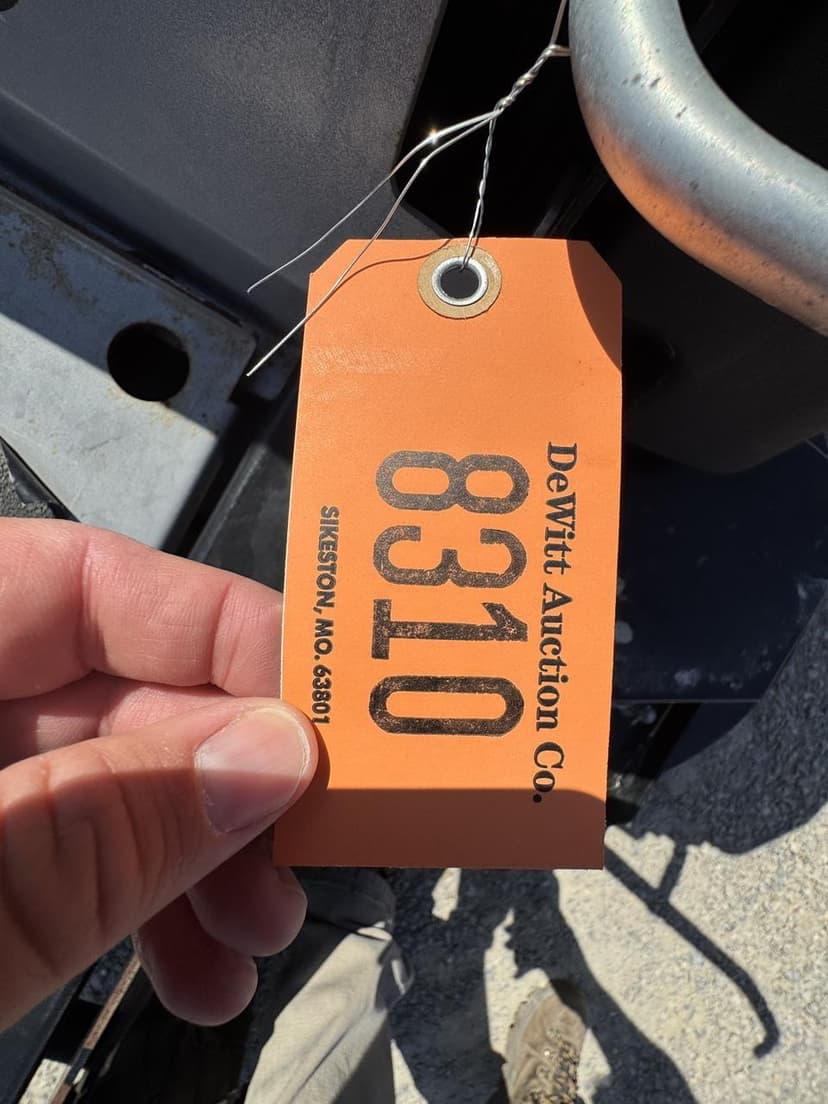 DeWitt Auction Co.
8310
SIKESTON, MO. 63801